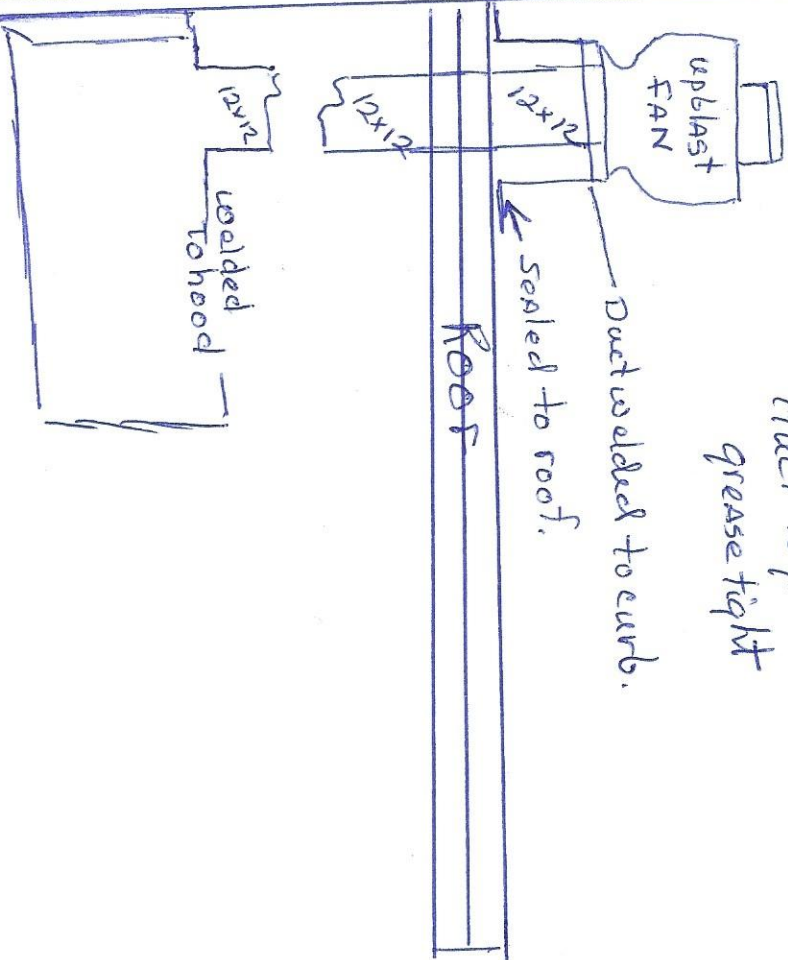 grease tight
upblast
FAN
12x12
Duct welded to curb.
Sealed to roof.
Roof
12x12
12x12
welded
To hood